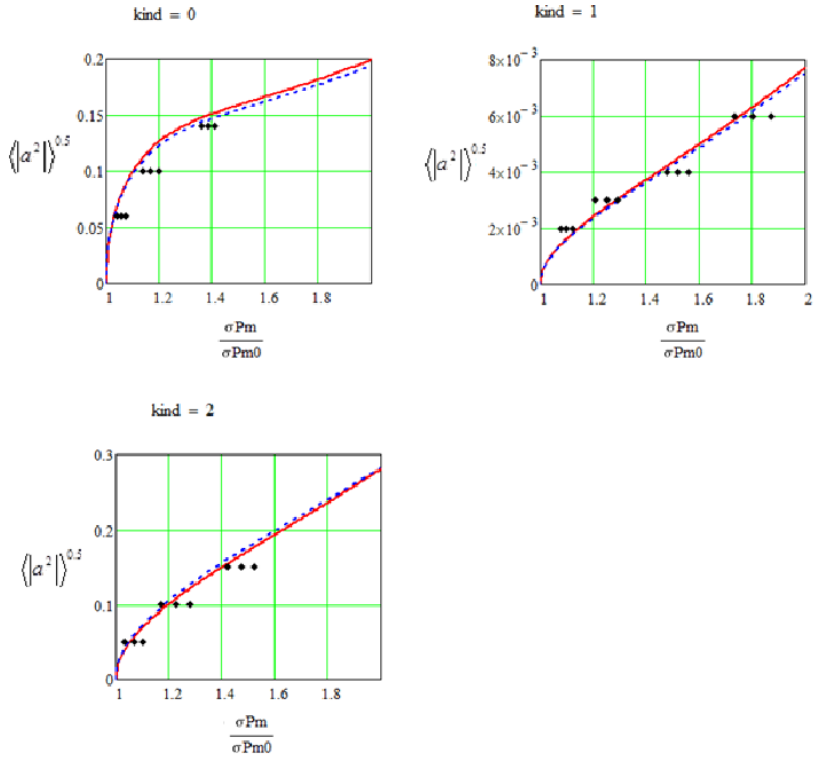 kind = 0
0.2
0.15
0.1
0.05
0
⟨|a²|⟩^0.5
1 1.2 1.4 1.6 1.8
σPm
σPm0
kind = 1
8×10⁻³
6×10⁻³
4×10⁻³
2×10⁻³
0
⟨|a²|⟩^0.5
1 1.2 1.4 1.6 1.8 2
σPm
σPm0
kind = 2
0.3
0.2
0.1
0
⟨|a²|⟩^0.5
1 1.2 1.4 1.6 1.8
σPm
σPm0